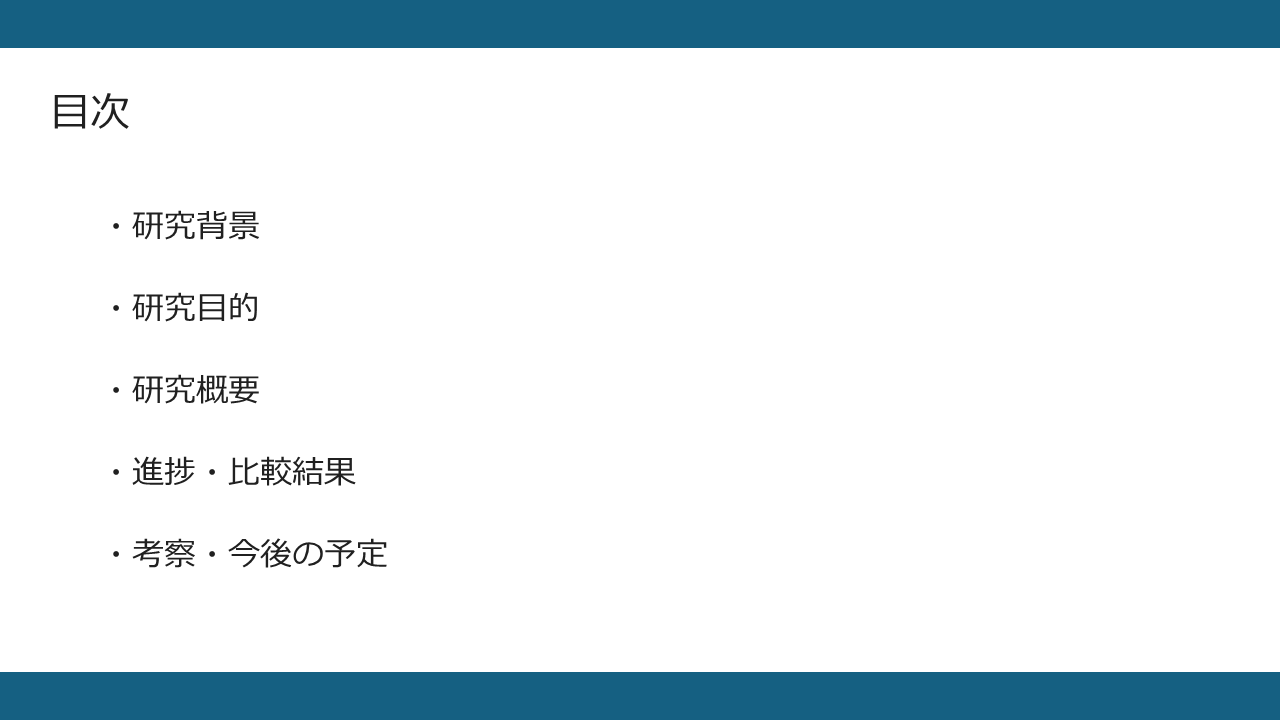 目次
・研究背景
・研究目的
・研究概要
・進捗・比較結果
・考察・今後の予定